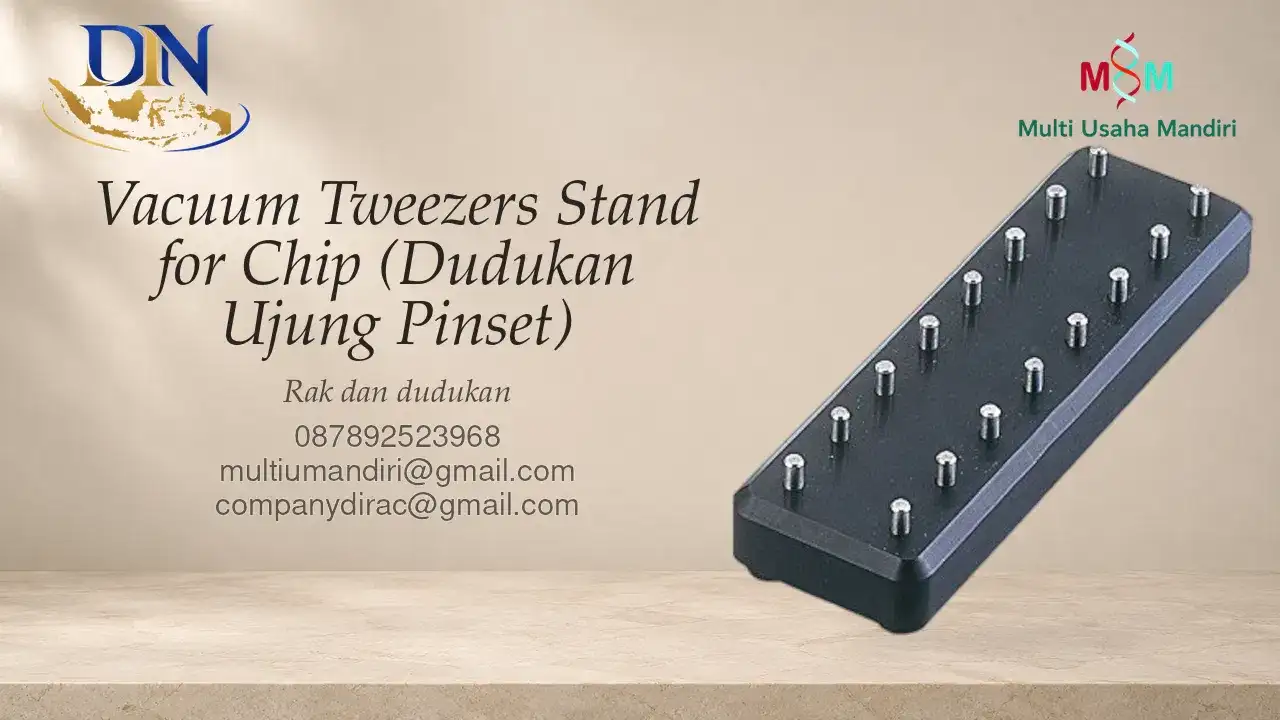 DIN
MSM
Multi Usaha Mandiri
Vacuum Tweezers Stand
for Chip (Dudukan
Ujung Pinset)
Rak dan dudukan
087892523968
multiumandiri@gmail.com
companydirac@gmail.com